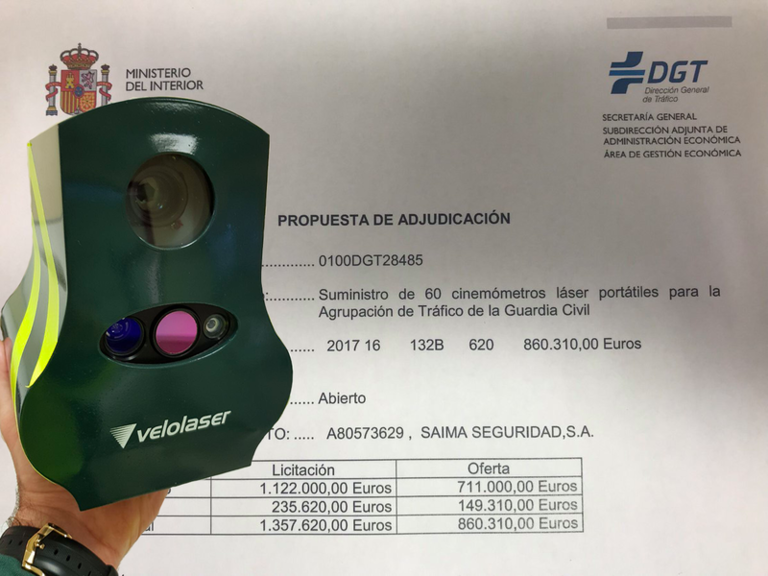 MINISTERIO
DEL INTERIOR
DGT
Dirección General
de Tráfico
SECRETARÍA GENERAL
SUBDIRECCIÓN ADJUNTA DE
ADMINISTRACIÓN ECONÓMICA
ÁREA DE GESTIÓN ECONÓMICA
PROPUESTA DE ADJUDICACIÓN
............. 0100DGT28485
:............ Suministro de 60 cinemómetros láser portátiles para la
Agrupación de Tráfico de la Guardia Civil
...... 2017 16 132B 620 860.310,00 Euros
...... Abierto
TO: ..... A80573629 , SAIMA SEGURIDAD,S.A.
Licitación Oferta
1.122.000,00 Euros 711.000,00 Euros
235.620,00 Euros 149.310,00 Euros
1.357.620,00 Euros 860.310,00 Euros
velolaser